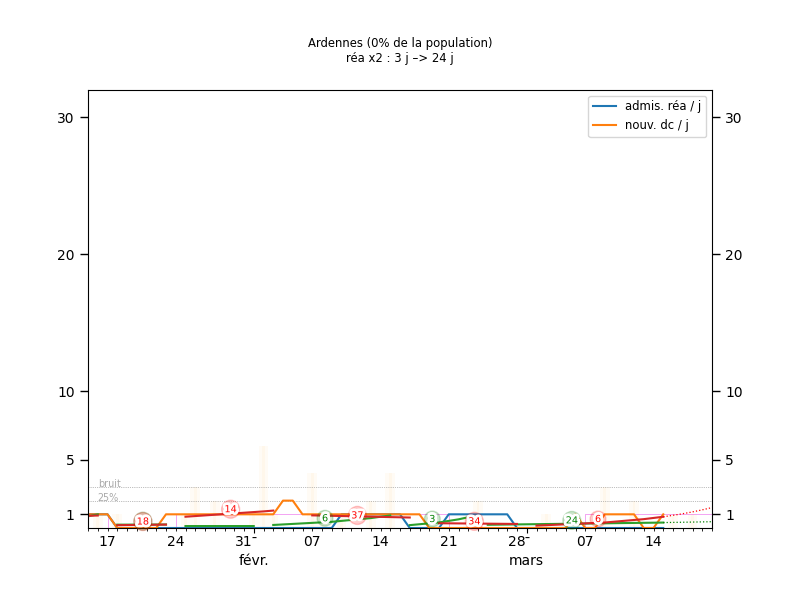 Ardennes (0% de la population)
réa x2 : 3 j –> 24 j
admis. réa / j
nouv. dc / j
30 30
20 20
10 10
5 5
bruit
25%
1 1
18 14 6 37 3 34 24 6
17 24 31- 07 14 21 28- 07 14
févr. mars